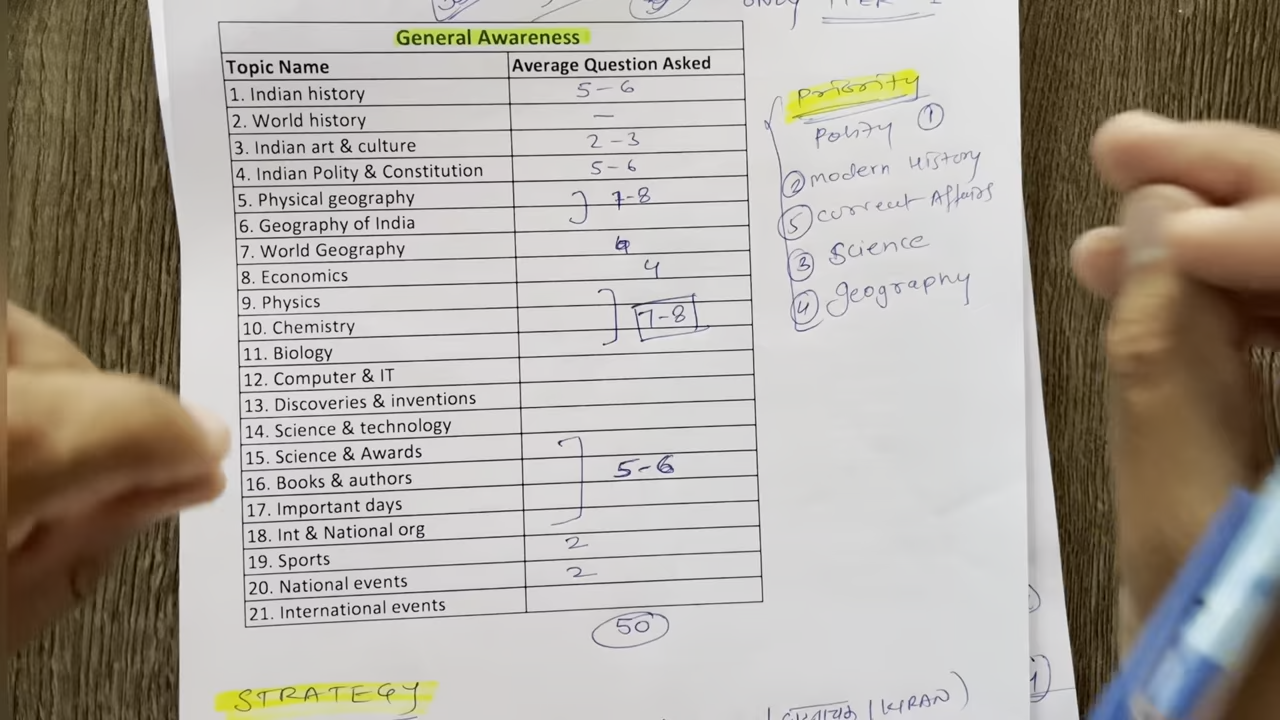 ONLY TIER - 1
General Awareness
Topic Name Average Question Asked
1. Indian history 5-6
2. World history —
3. Indian art & culture 2-3
4. Indian Polity & Constitution 5-6
5. Physical geography 7-8
6. Geography of India
7. World Geography
8. Economics 4
9. Physics
10. Chemistry 7-8
11. Biology
12. Computer & IT
13. Discoveries & inventions
14. Science & technology
15. Science & Awards
16. Books & authors 5-6
17. Important days
18. Int & National org
19. Sports 2
20. National events 2
21. International events
50
Priority
Polity ①
② modern History
⑤ current Affairs
③ Science
④ geography
STRATEGY
| KIRAN)